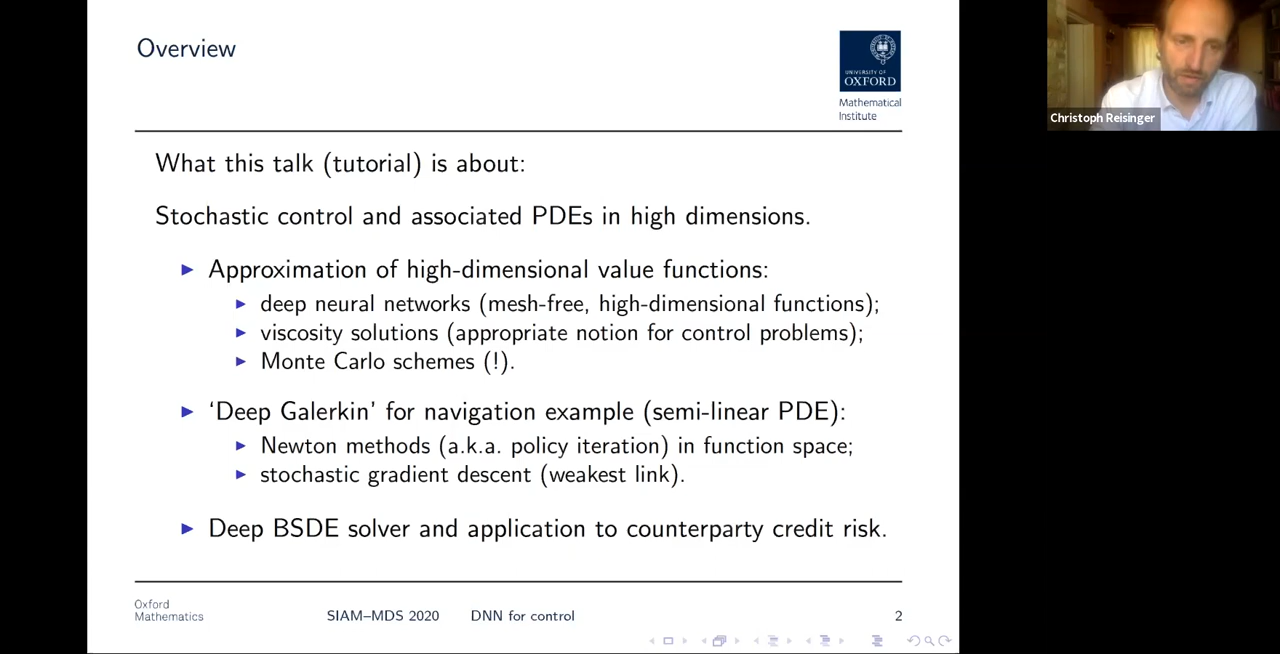 Overview
UNIVERSITY OF
OXFORD
Mathematical
Institute
Christoph Reisinger
What this talk (tutorial) is about:
Stochastic control and associated PDEs in high dimensions.
Approximation of high-dimensional value functions:
deep neural networks (mesh-free, high-dimensional functions);
viscosity solutions (appropriate notion for control problems);
Monte Carlo schemes (!).
‘Deep Galerkin’ for navigation example (semi-linear PDE):
Newton methods (a.k.a. policy iteration) in function space;
stochastic gradient descent (weakest link).
Deep BSDE solver and application to counterparty credit risk.
Oxford
Mathematics
SIAM–MDS 2020 DNN for control 2